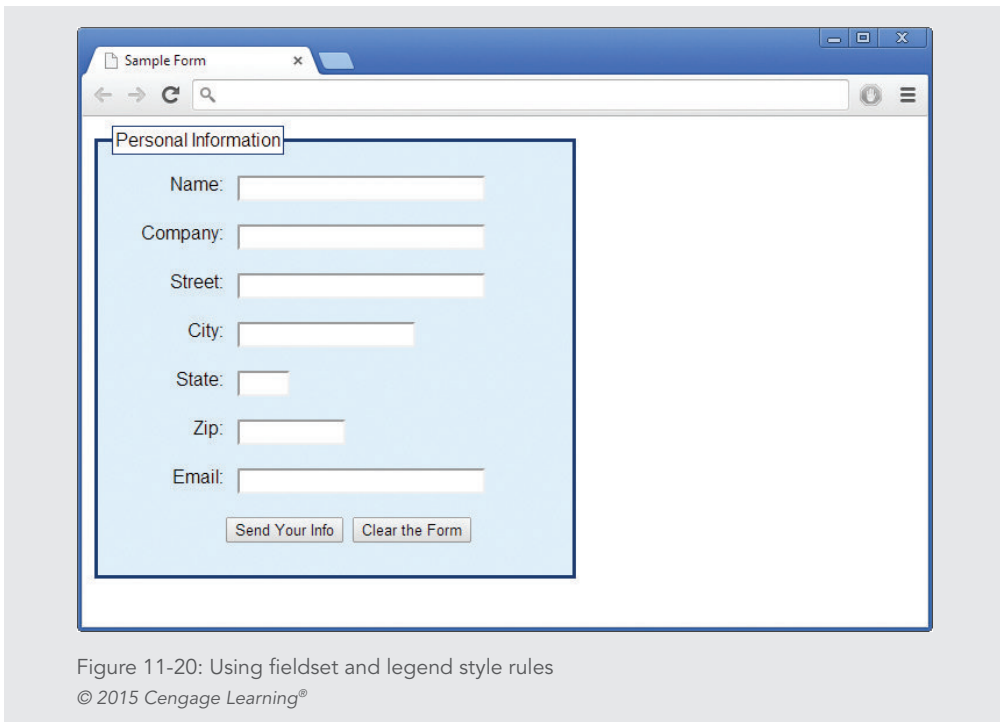 Sample Form
Personal Information
Name:
Company:
Street:
City:
State:
Zip:
Email:
Send Your Info
Clear the Form
Figure 11-20: Using fieldset and legend style rules
© 2015 Cengage Learning®